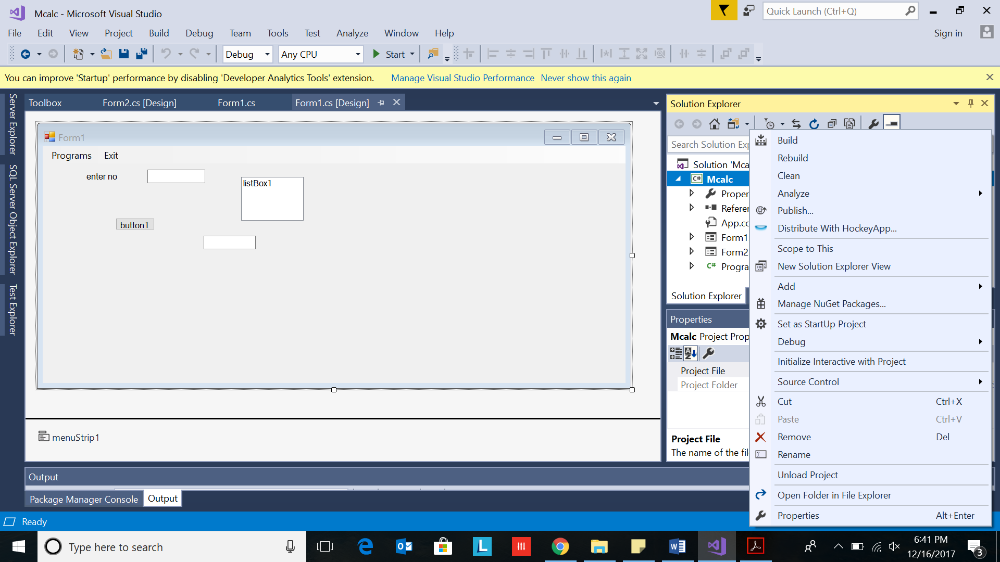 Mcalc - Microsoft Visual Studio
Quick Launch (Ctrl+Q)
File Edit View Project Build Debug Team Tools Test Analyze Window Help
Sign in
Debug Any CPU Start
You can improve 'Startup' performance by disabling 'Developer Analytics Tools' extension. Manage Visual Studio Performance Never show this again
Server Explorer
SQL Server Object Explorer
Test Explorer
Toolbox Form2.cs [Design] Form1.cs Form1.cs [Design]
Form1
Programs Exit
enter no
listBox1
button1
menuStrip1
Output
Package Manager Console Output
Solution Explorer
Search Solution Exp
Solution 'Mca
C# Mcalc
Proper
Referer
App.co
Form1
Form2
C# Progra
Solution Explorer
Properties
Mcalc Project Prop
Project File
Project Folder
Project File
The name of the fil
Build
Rebuild
Clean
Analyze
Publish...
Distribute With HockeyApp...
Scope to This
New Solution Explorer View
Add
Manage NuGet Packages...
Set as StartUp Project
Debug
Initialize Interactive with Project
Source Control
Cut Ctrl+X
Paste Ctrl+V
Remove Del
Rename
Unload Project
Open Folder in File Explorer
Properties Alt+Enter
Ready
Type here to search
6:41 PM
12/16/2017
3